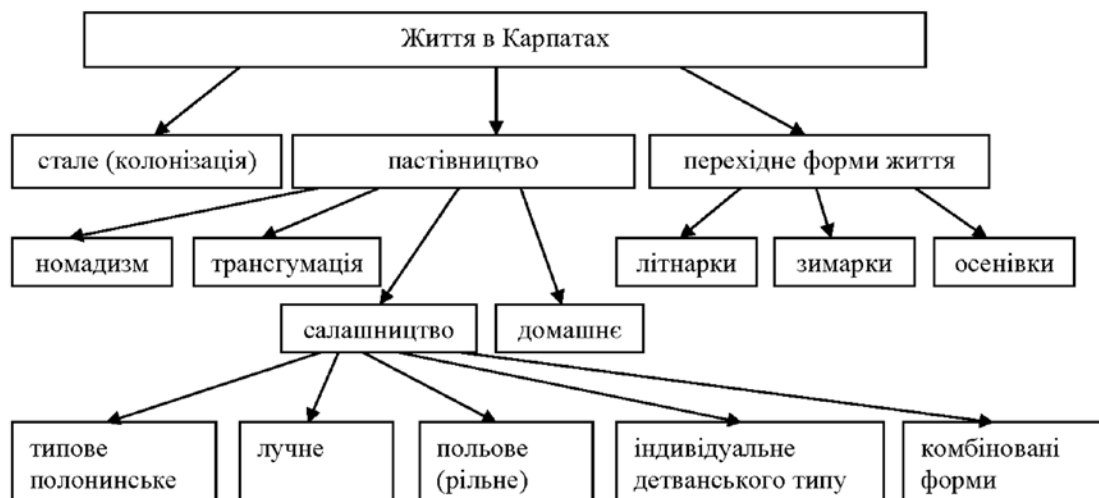 Життя в Карпатах
стале (колонізація)
пастівництво
перехідне форми життя
номадизм
трансгумація
літнарки
зимарки
осенівки
салашництво
домашнє
типове
полонинське
лучне
польове
(рільне)
індивідуальне
детванського типу
комбіновані
форми